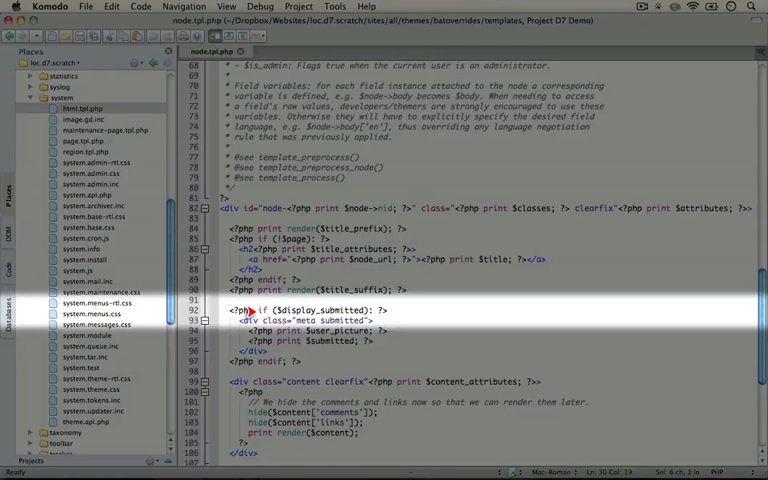 Komodo File Edit Code Navigation View Debug Project Tools Help
node.tpl.php (~/Dropbox/Websites/loc.d7.scratch/sites/all/themes/batoverrides/templates, Project D7 Demo)
Places
node.tpl.php
loc.d7.scratch
statistics
syslog
system
html.tpl.php
image.gd.inc
maintenance-page.tpl.php
page.tpl.php
region.tpl.php
system.admin-rtl.css
system.admin.css
system.admin.inc
system.api.php
system.archiver.inc
system.base-rtl.css
system.base.css
system.cron.js
system.info
system.install
system.js
system.mail.inc
system.maintenance.css
system.menus-rtl.css
system.menus.css
system.messages.css
system.module
system.queue.inc
system.tar.inc
system.test
system.theme-rtl.css
system.theme.css
system.tokens.inc
system.updater.inc
theme.api.php
taxonomy
toolbar
Projects
Places
DOM
Code
Databases
68 * - $is_admin: Flags true when the current user is an administrator.
69 *
70 * Field variables: for each field instance attached to the node a corresponding
71 * variable is defined, e.g. $node->body becomes $body. When needing to access
72 * a field's raw values, developers/themers are strongly encouraged to use these
73 * variables. Otherwise they will have to explicitly specify the desired field
74 * language, e.g. $node->body['en'], thus overriding any language negotiation
75 * rule that was previously applied.
76 *
77 * @see template_preprocess()
78 * @see template_preprocess_node()
79 * @see template_process()
80 */
81 ?>
82 <div id="node-<?php print $node->nid; ?>" class="<?php print $classes; ?> clearfix"<?php print $attributes; ?>>
83
84 <?php print render($title_prefix); ?>
85 <?php if (!$page): ?>
86 <h2<?php print $title_attributes; ?>>
87 <a href="<?php print $node_url; ?>"><?php print $title; ?></a>
88 </h2>
89 <?php endif; ?>
90 <?php print render($title_suffix); ?>
91
92 <?php if ($display_submitted): ?>
93 <div class="meta submitted">
94 <?php print $user_picture; ?>
95 <?php print $submitted; ?>
96 </div>
97 <?php endif; ?>
98
99 <div class="content clearfix"<?php print $content_attributes; ?>>
100 <?php
101 // We hide the comments and links now so that we can render them later.
102 hide($content['comments']);
103 hide($content['links']);
104 print render($content);
105 ?>
106 </div>
107
Ready
Mac-Roman
Ln: 30 Col: 19
Sel: 6 ch, 1 ln
PHP